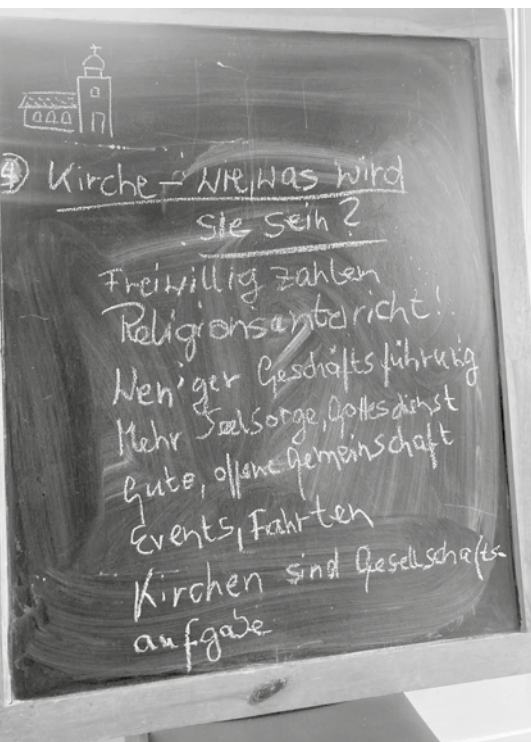 ④ Kirche – wie, was wird
sie sein?
Freiwillig zahlen
Religionsunterricht!
Weniger Geschäftsführung
Mehr Seelsorge, Gottesdienst
Gute, offene Gemeinschaft
Events, Fahrten
Kirchen sind Gesellschafts-
aufgabe